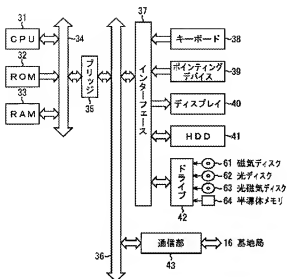 31
CPU
32
ROM
33
RAM
34
ブリッジ
35
36
37
インターフェース
キーボード 38
ポインティングデバイス 39
ディスプレイ 40
HDD 41
ドライブ
42
61 磁気ディスク
62 光ディスク
63 光磁気ディスク
64 半導体メモリ
通信部
43
16 基地局